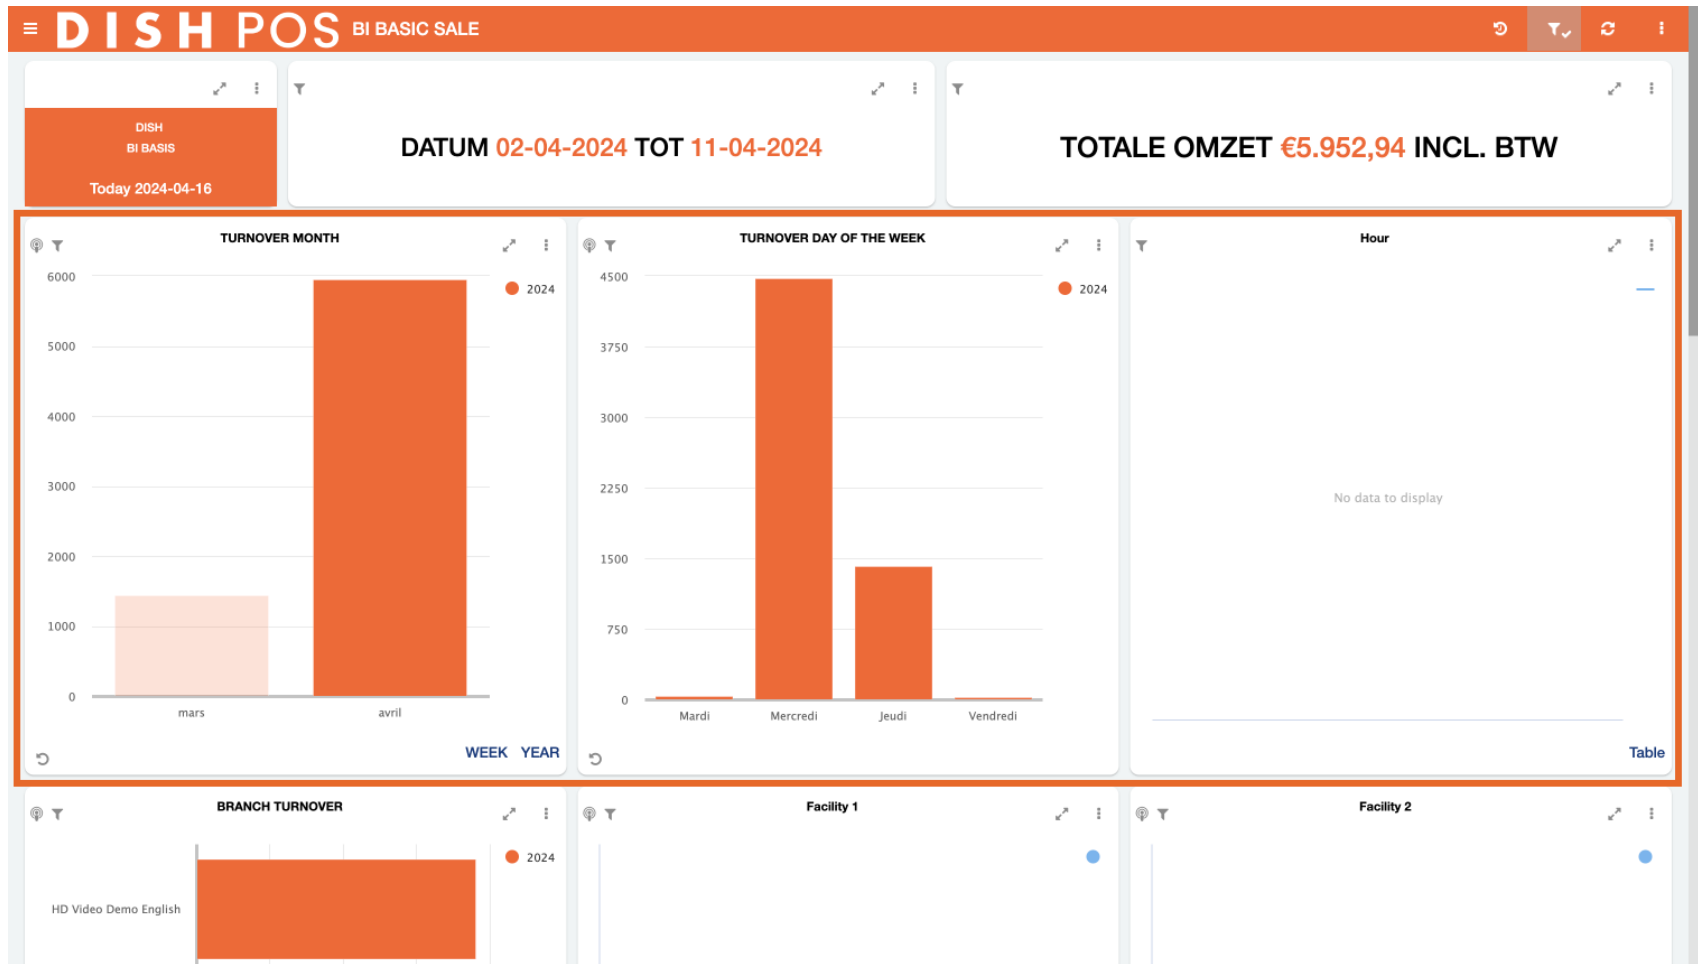 DISH POS BI BASIC SALE
DISH
BI BASIS
Today 2024-04-16
DATUM 02-04-2024 TOT 11-04-2024
TOTALE OMZET €5.952,94 INCL. BTW
TURNOVER MONTH
2024
6000
5000
4000
3000
2000
1000
0
mars
avril
WEEK YEAR
TURNOVER DAY OF THE WEEK
2024
4500
3750
3000
2250
1500
750
0
Mardi
Mercredi
Jeudi
Vendredi
Hour
No data to display
Table
BRANCH TURNOVER
2024
HD Video Demo English
Facility 1
Facility 2